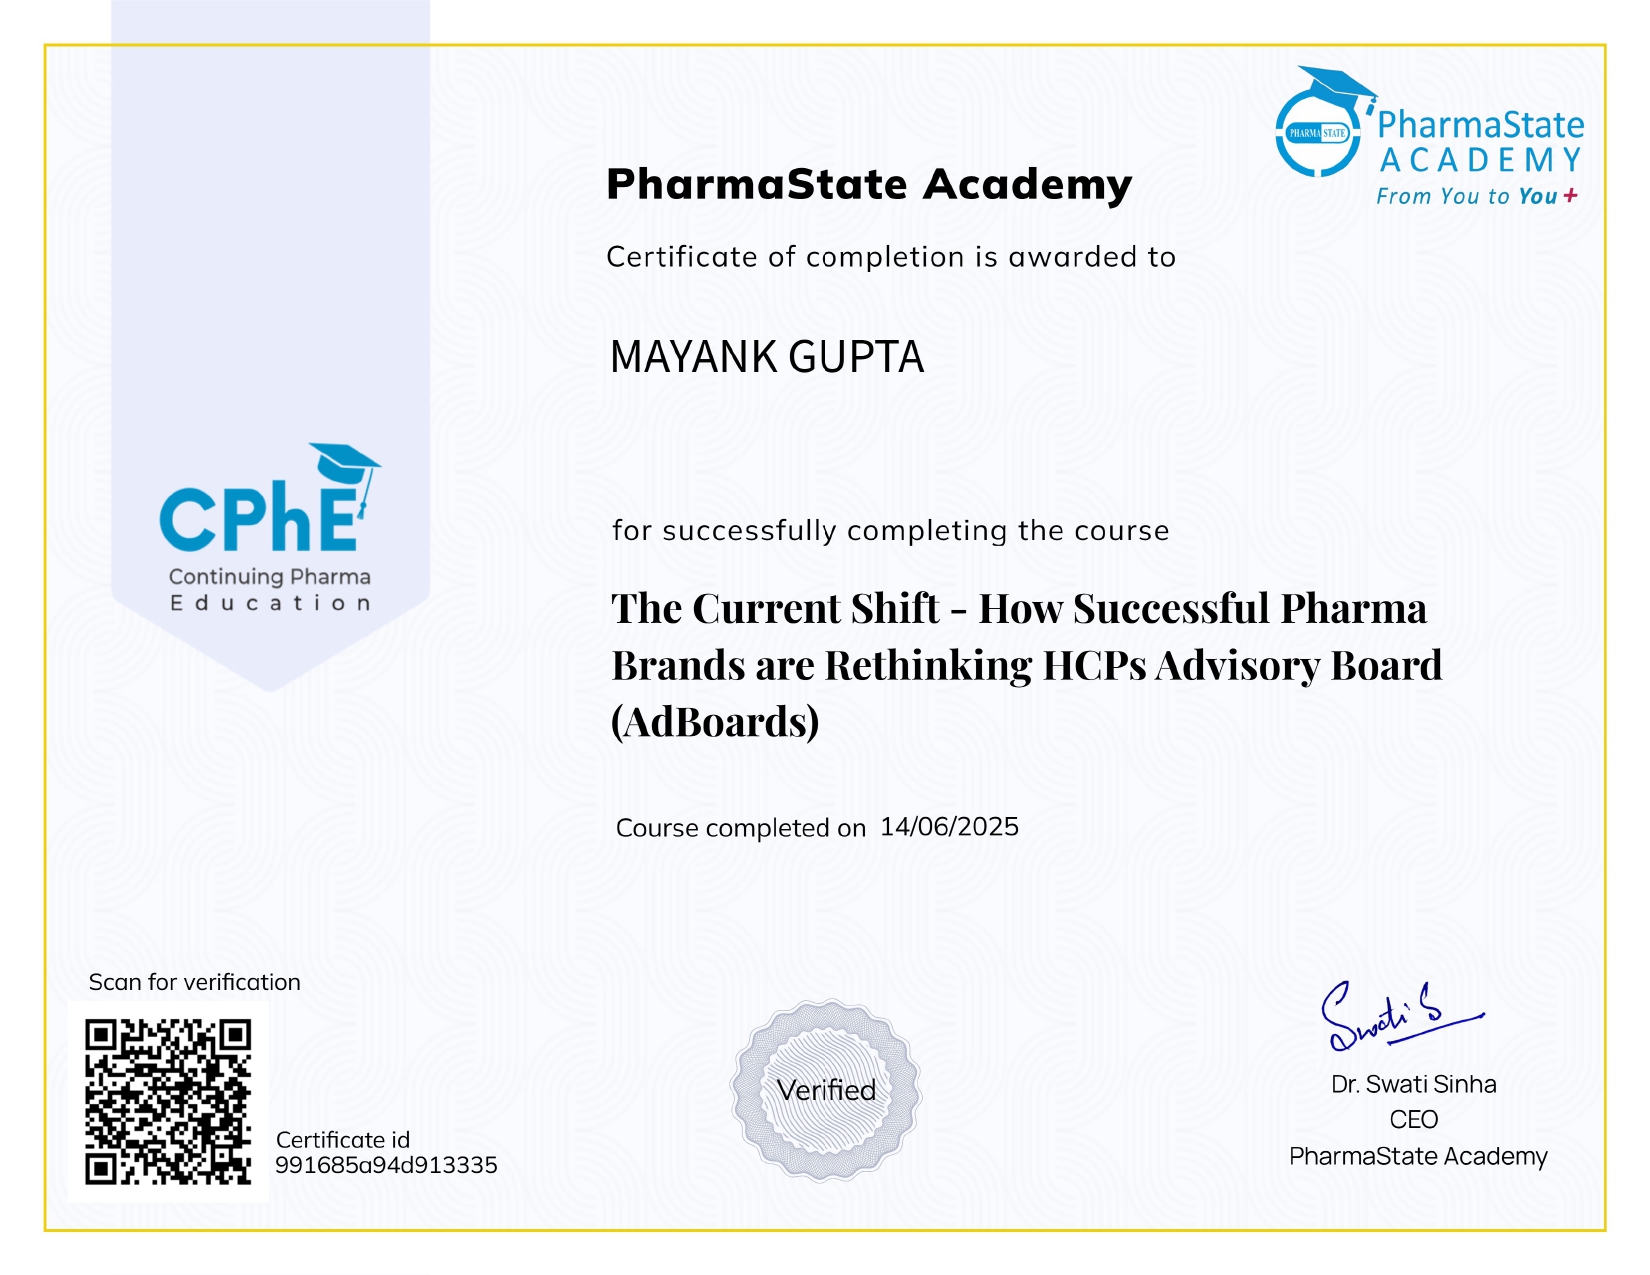 PHARMA STATE
PharmaState
ACADEMY
From You to You +
PharmaState Academy
Certificate of completion is awarded to
MAYANK GUPTA
CPhE
Continuing Pharma
Education
for successfully completing the course
The Current Shift - How Successful Pharma
Brands are Rethinking HCPs Advisory Board
(AdBoards)
Course completed on 14/06/2025
Scan for verification
Certificate id
991685a94d913335
Verified
Swati S
Dr. Swati Sinha
CEO
PharmaState Academy